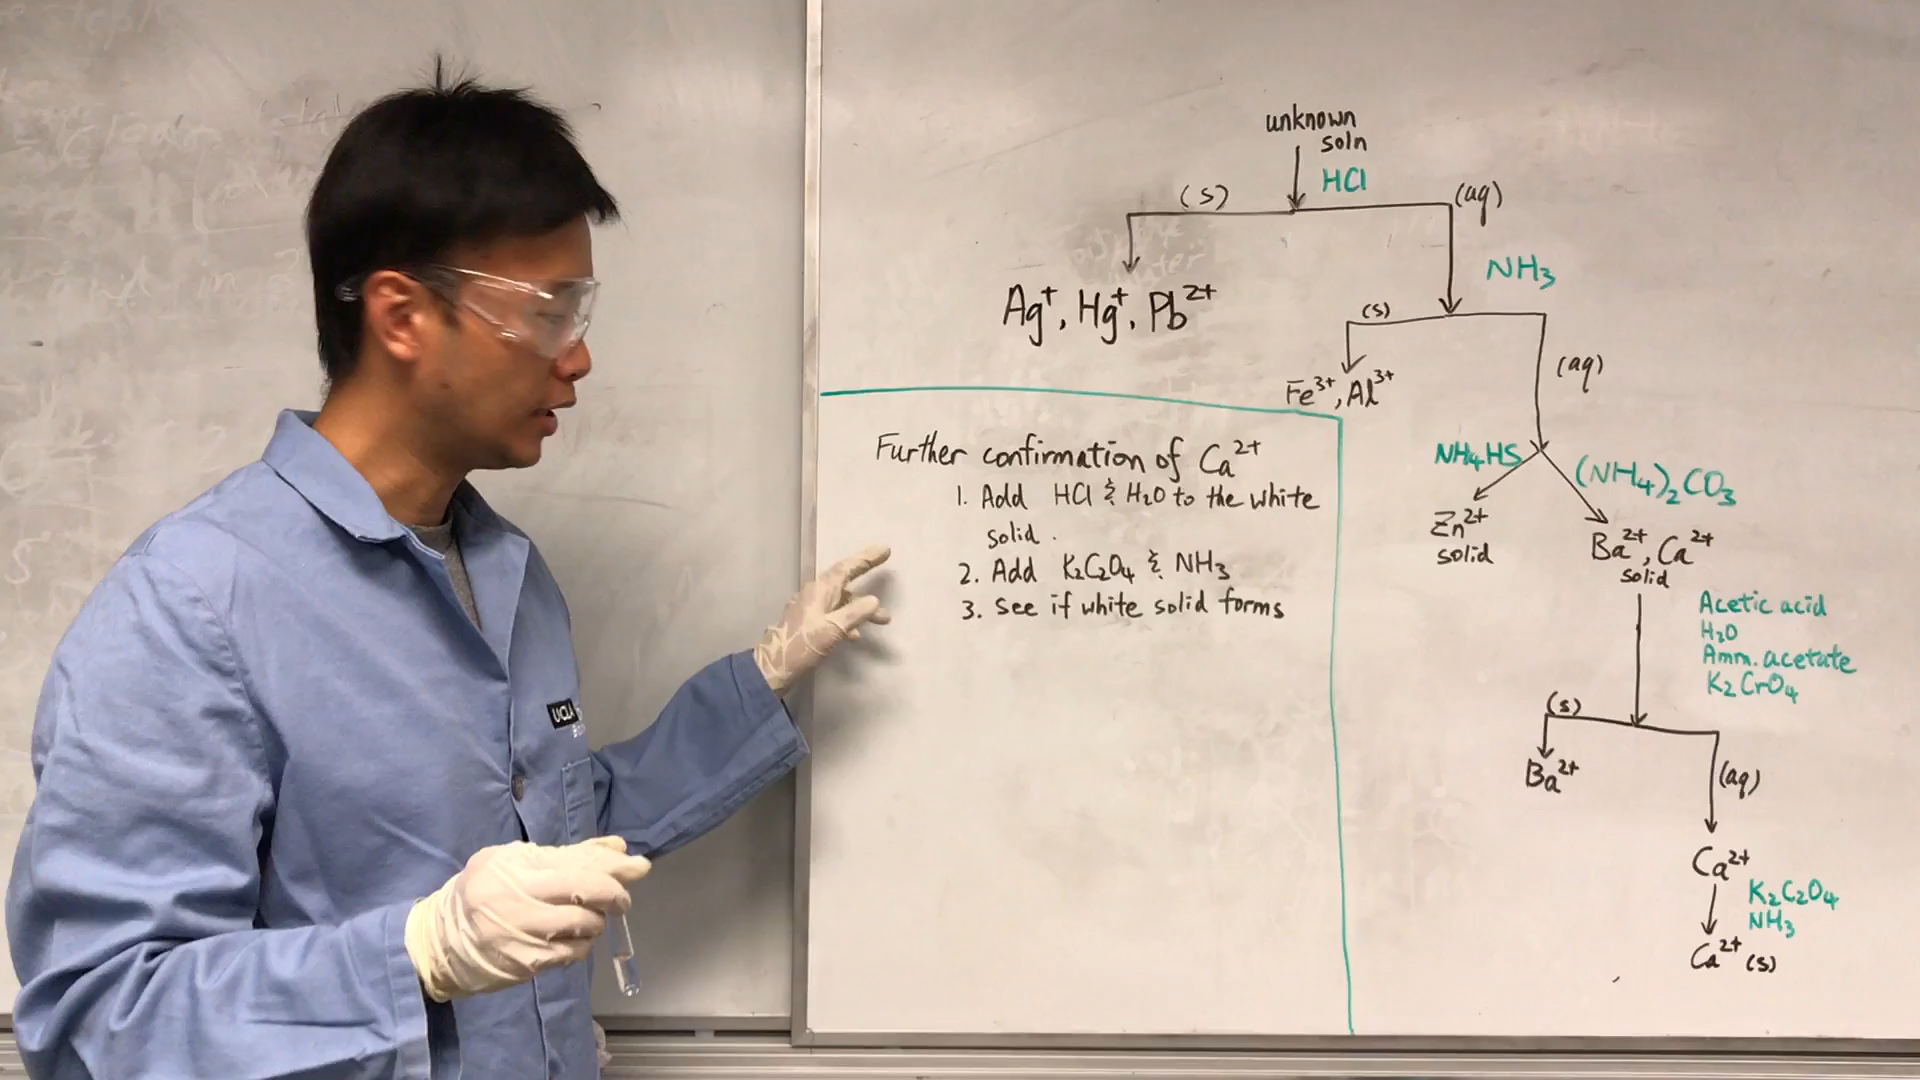 unknown
soln
HCl
(s)
(aq)
NH3
Ag+, Hg+, Pb2+
(s)
(aq)
Fe3+, Al3+
NH4HS
(NH4)2CO3
Zn2+
solid
Ba2+, Ca2+
solid
Acetic acid
H2O
Amm. acetate
K2CrO4
(s)
(aq)
Ba2+
Ca2+
K2C2O4
NH3
Ca2+ (s)
Further confirmation of Ca2+
1. Add HCl & H2O to the white
solid.
2. Add K2C2O4 & NH3
3. See if white solid forms
UCLA